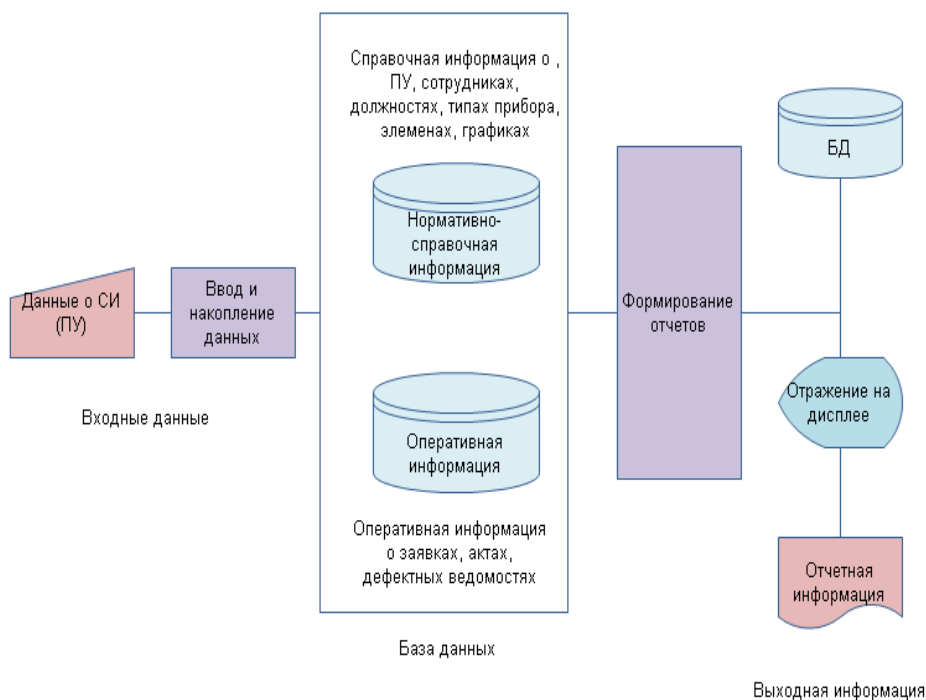 Данные о СИ
(ПУ)
Входные данные
Ввод и
накопление
данных
Справочная информация о ,
ПУ, сотрудниках,
должностях, типах прибора,
элеменах, графиках
Нормативно-
справочная
информация
Оперативная
информация
Оперативная информация
о заявках, актах,
дефектных ведомостях
База данных
Формирование
отчетов
БД
Отражение на
дисплее
Отчетная
информация
Выходная информация